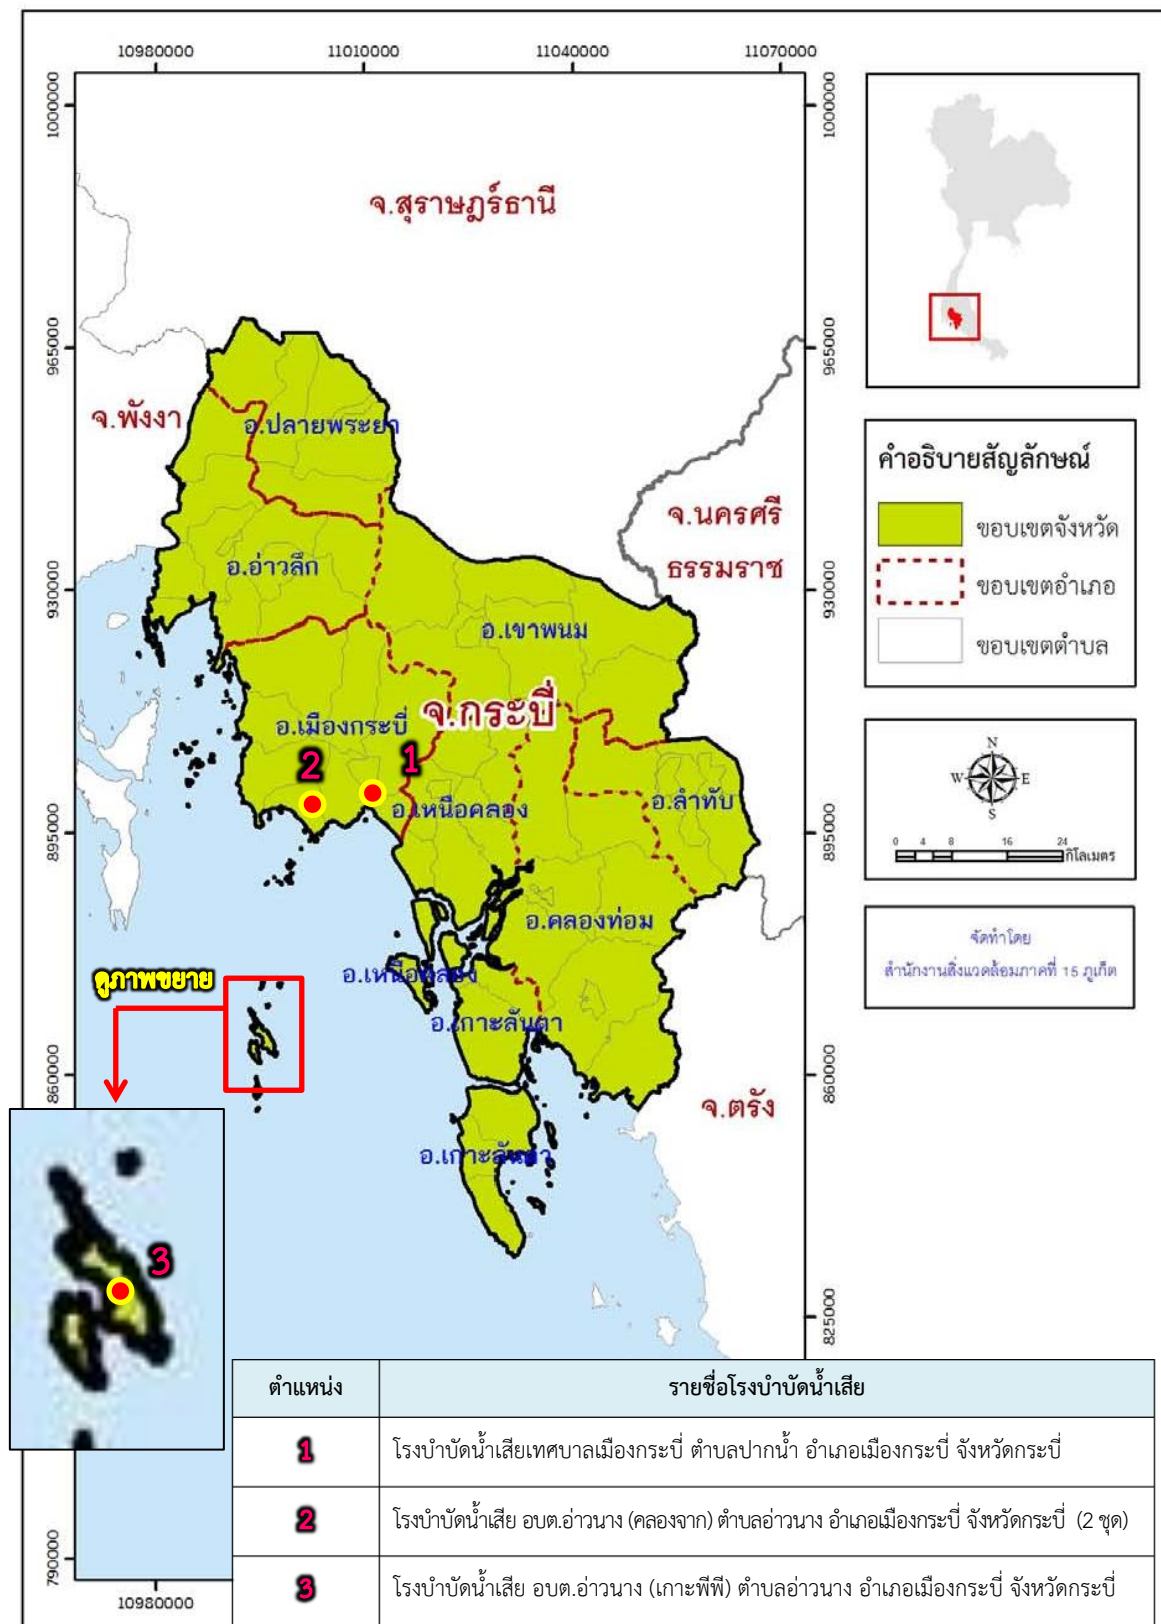 10980000 11010000 11040000 11070000
1000000 1000000
จ.สุราษฎร์ธานี
965000 965000
จ.พังงา
อ.ปลายพระยา
คำอธิบายสัญลักษณ์
ขอบเขตจังหวัด
ขอบเขตอำเภอ
ขอบเขตตำบล
จ.นครศรี
ธรรมราช
อ.อ่าวลึก
930000 930000
อ.เขาพนม
จ.กระบี่
อ.เมืองกระบี่
2 1
N
W E
S
อ.เหนือคลอง
อ.ลำทับ
895000 895000
0 4 8 16 24
กิโลเมตร
อ.คลองท่อม
จัดทำโดย
สำนักงานสิ่งแวดล้อมภาคที่ 15 ภูเก็ต
ดูภาพขยาย
อ.เหนือคลอง
อ.เกาะลันตา
860000 860000
จ.ตรัง
อ.เกาะลันตา
3
825000
ตำแหน่ง รายชื่อโรงบำบัดน้ำเสีย
1 โรงบำบัดน้ำเสียเทศบาลเมืองกระบี่ ตำบลปากน้ำ อำเภอเมืองกระบี่ จังหวัดกระบี่
2 โรงบำบัดน้ำเสีย อบต.อ่าวนาง (คลองจาก) ตำบลอ่าวนาง อำเภอเมืองกระบี่ จังหวัดกระบี่ (2 ชุด)
3 โรงบำบัดน้ำเสีย อบต.อ่าวนาง (เกาะพีพี) ตำบลอ่าวนาง อำเภอเมืองกระบี่ จังหวัดกระบี่
790000
10980000